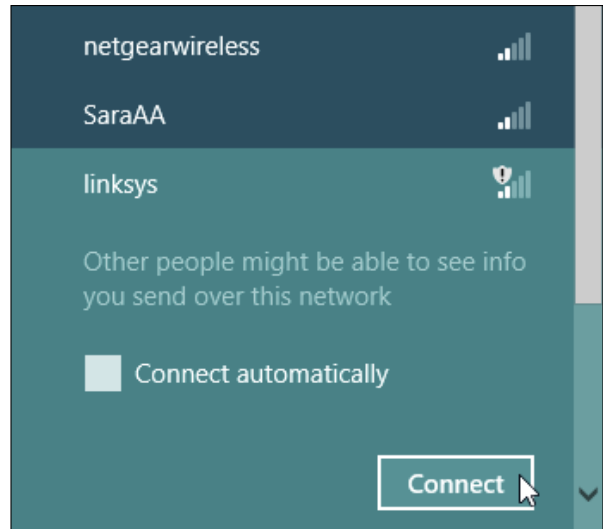 netgearwireless
SaraAA
linksys
Other people might be able to see info
you send over this network
Connect automatically
Connect